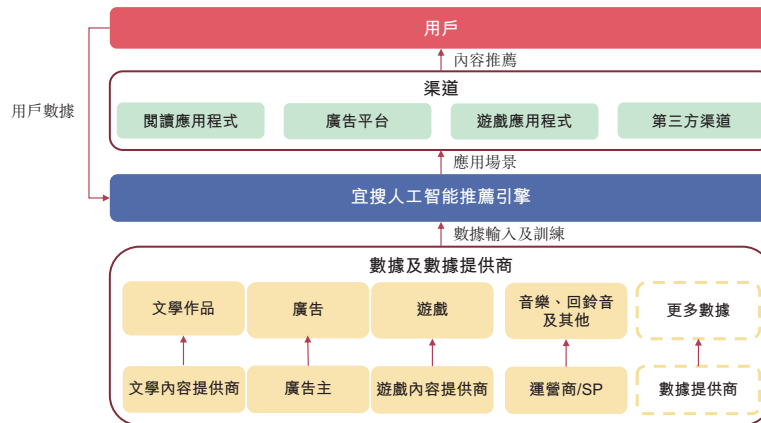 用戶
內容推薦
渠道
用戶數據
閱讀應用程式
廣告平台
遊戲應用程式
第三方渠道
應用場景
宜搜人工智能推薦引擎
數據輸入及訓練
數據及數據提供商
文學作品
廣告
遊戲
音樂、回鈴音
及其他
更多數據
文學內容提供商
廣告主
遊戲內容提供商
運營商/SP
數據提供商